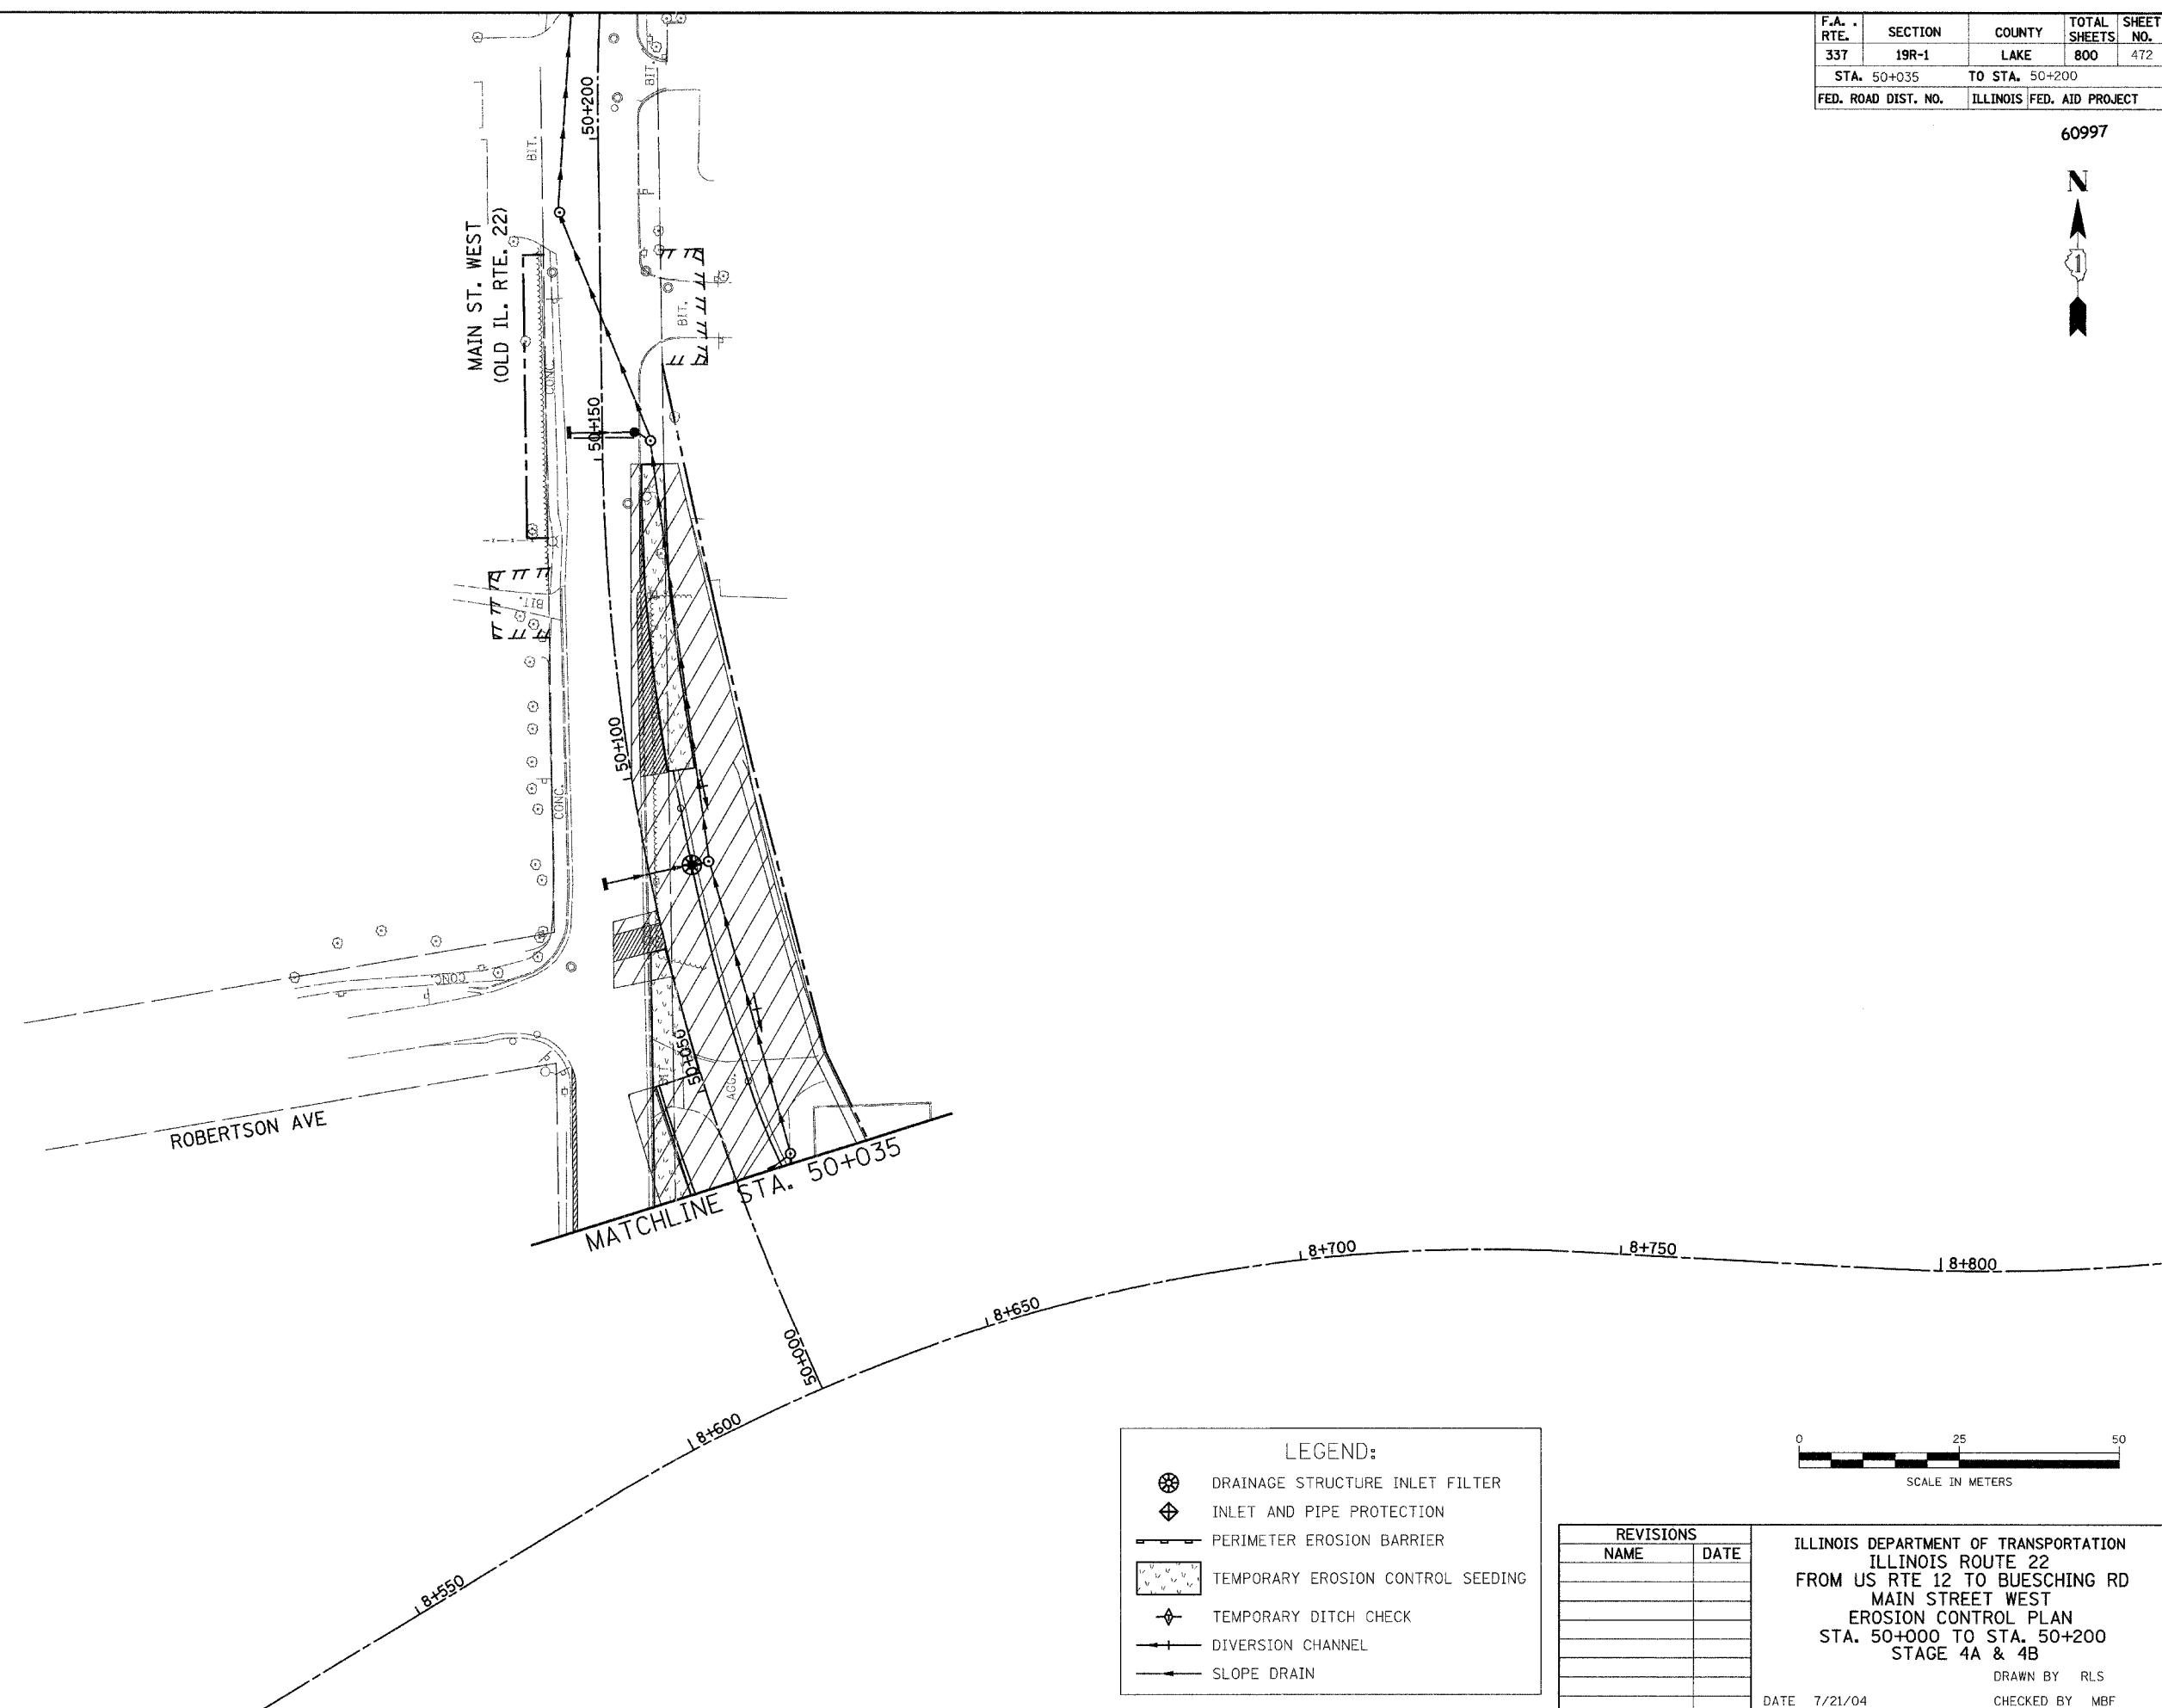 F.A. . RTE. SECTION COUNTY TOTAL SHEETS SHEET NO.
337 19R-1 LAKE 800 472
STA. 50+035 TO STA. 50+200
FED. ROAD DIST. NO. ILLINOIS FED. AID PROJECT
60997
N
1
50+200
BIT.
BIT.
MAIN ST. WEST
(OLD IL. RTE. 22)
BIT.
CONC.
50+150
BIT.
50+100
CONC.
CONC.
50+050
BIT.
AGG.
ROBERTSON AVE
MATCHLINE STA. 50+035
50+000
8+550
8+600
8+650
8+700
8+750
8+800
LEGEND:
DRAINAGE STRUCTURE INLET FILTER
INLET AND PIPE PROTECTION
PERIMETER EROSION BARRIER
TEMPORARY EROSION CONTROL SEEDING
TEMPORARY DITCH CHECK
DIVERSION CHANNEL
SLOPE DRAIN
0 25 50
SCALE IN METERS
REVISIONS
NAME DATE
ILLINOIS DEPARTMENT OF TRANSPORTATION
ILLINOIS ROUTE 22
FROM US RTE 12 TO BUESCHING RD
MAIN STREET WEST
EROSION CONTROL PLAN
STA. 50+000 TO STA. 50+200
STAGE 4A & 4B
DRAWN BY RLS
DATE 7/21/04 CHECKED BY MBF